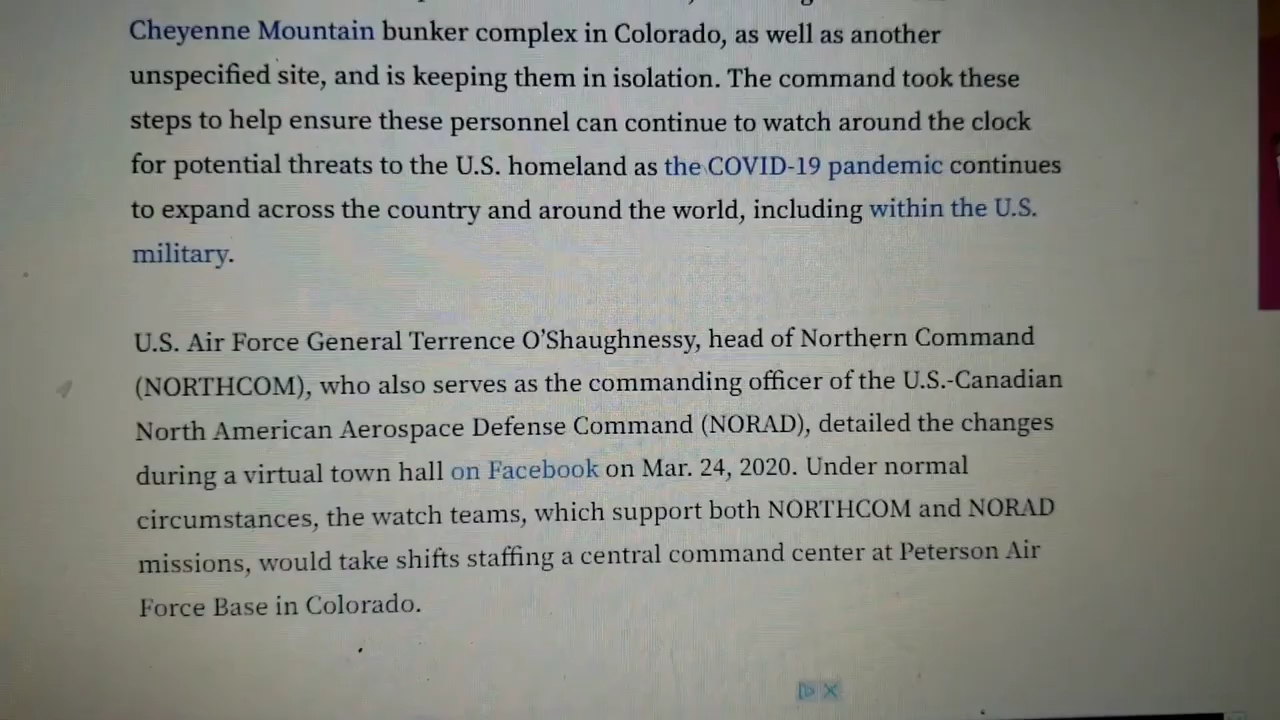 Cheyenne Mountain bunker complex in Colorado, as well as another
unspecified site, and is keeping them in isolation. The command took these
steps to help ensure these personnel can continue to watch around the clock
for potential threats to the U.S. homeland as the COVID-19 pandemic continues
to expand across the country and around the world, including within the U.S.
military.
U.S. Air Force General Terrence O’Shaughnessy, head of Northern Command
(NORTHCOM), who also serves as the commanding officer of the U.S.-Canadian
North American Aerospace Defense Command (NORAD), detailed the changes
during a virtual town hall on Facebook on Mar. 24, 2020. Under normal
circumstances, the watch teams, which support both NORTHCOM and NORAD
missions, would take shifts staffing a central command center at Peterson Air
Force Base in Colorado.